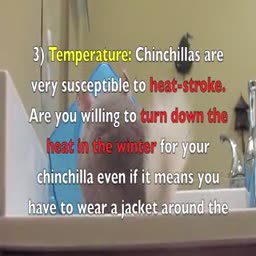 3) Temperature: Chinchillas are
very susceptible to heat-stroke.
Are you willing to turn down the
heat in the winter for your
chinchilla even if it means you
have to wear a jacket around the